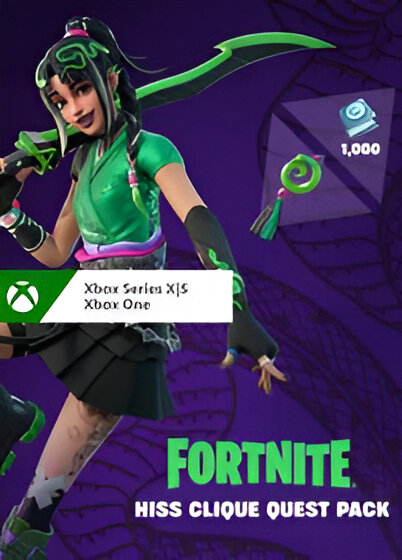 1,000
Xbox Series X|S
Xbox One
FORTNITE
HISS CLIQUE QUEST PACK